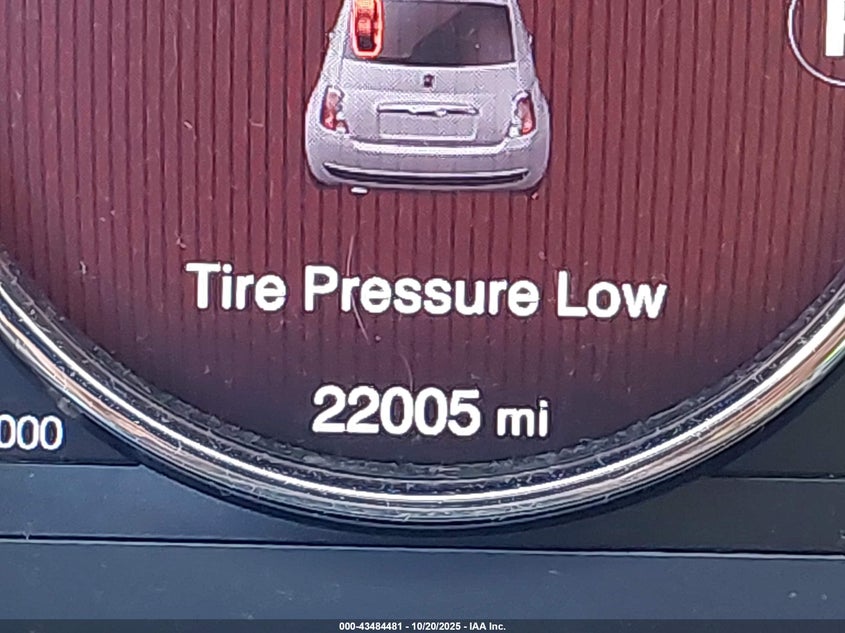 Tire Pressure Low
22005 mi
000
000-43484481 - 10/20/2025 - IAA Inc.